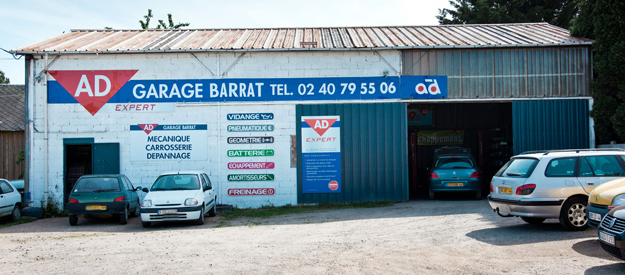 AD
EXPERT
GARAGE BARRAT TEL. 02 40 79 55 06
ad
AD GARAGE BARRAT
MECANIQUE
CARROSSERIE
DEPANNAGE
VIDANGE
PNEUMATIQUE
GEOMETRIE
BATTERIE
ECHAPPEMENT
AMORTISSEURS
FREINAGE
AD
EXPERT